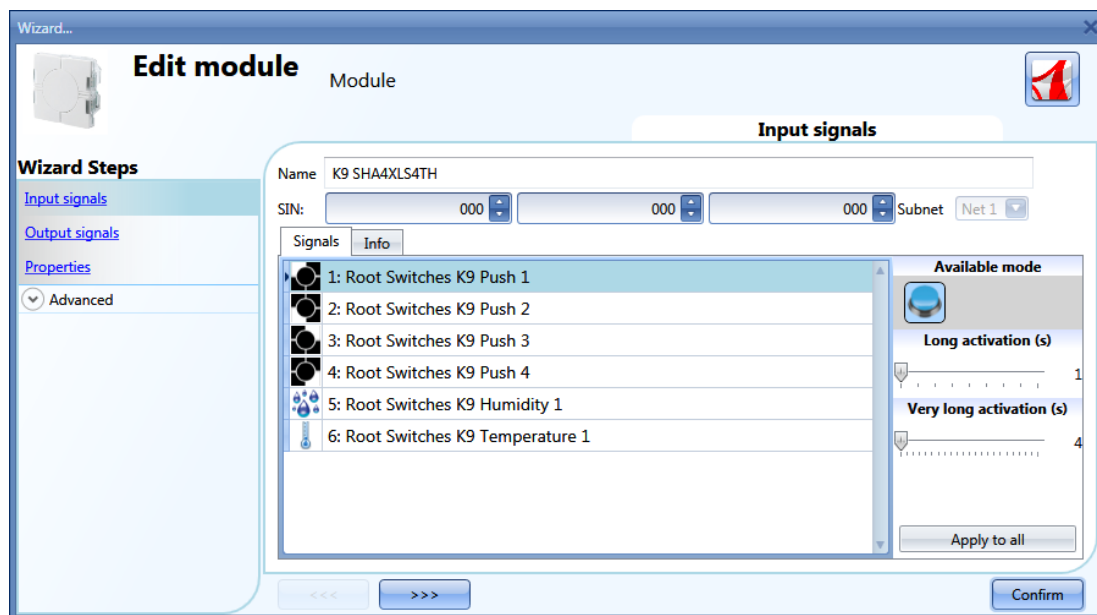 Wizard...
Edit module
Module
Input signals
Wizard Steps
Input signals
Output signals
Properties
Advanced
Name K9 SHA4XLS4TH
SIN: 000 000 000 Subnet Net 1
Signals Info
1: Root Switches K9 Push 1
2: Root Switches K9 Push 2
3: Root Switches K9 Push 3
4: Root Switches K9 Push 4
5: Root Switches K9 Humidity 1
6: Root Switches K9 Temperature 1
Available mode
Long activation (s)
1
Very long activation (s)
4
Apply to all
<<< >>> Confirm